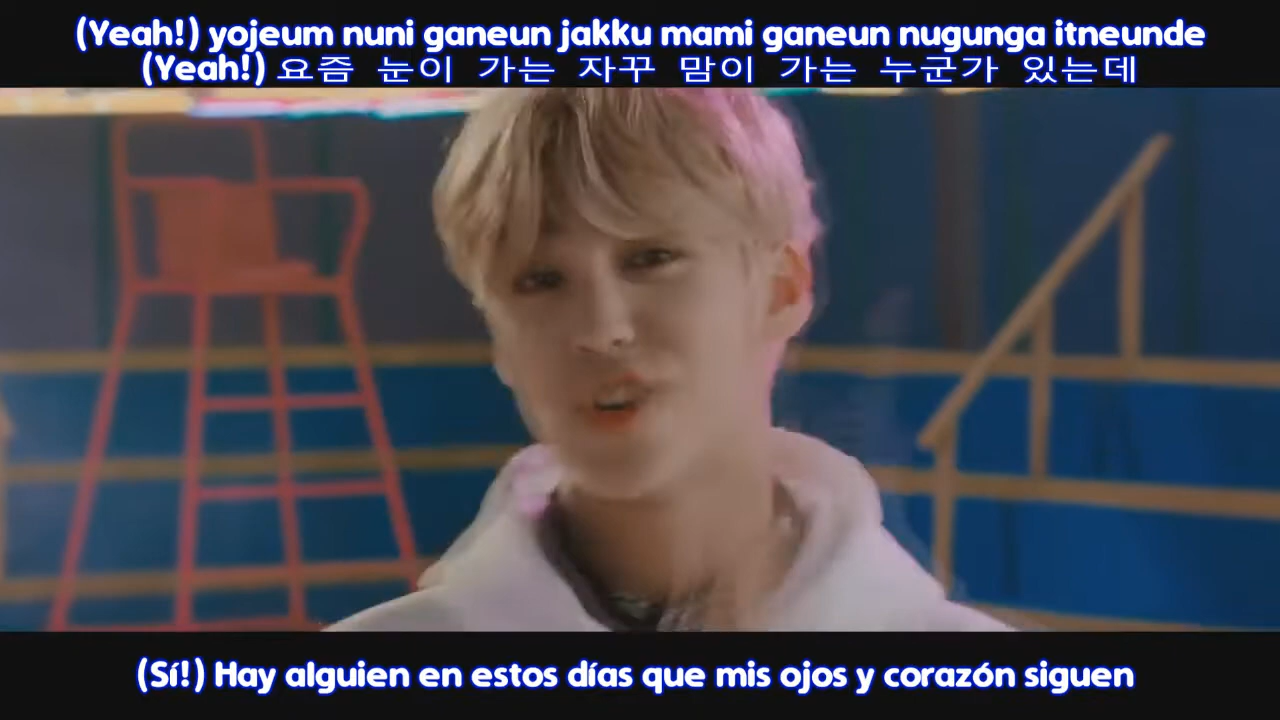 (Yeah!) yojeum nuni ganeun jakku mami ganeun nugunga itneunde
(Yeah!) 요즘 눈이 가는 자꾸 맘이 가는 누군가 있는데
(Sí!) Hay alguien en estos días que mis ojos y corazón siguen